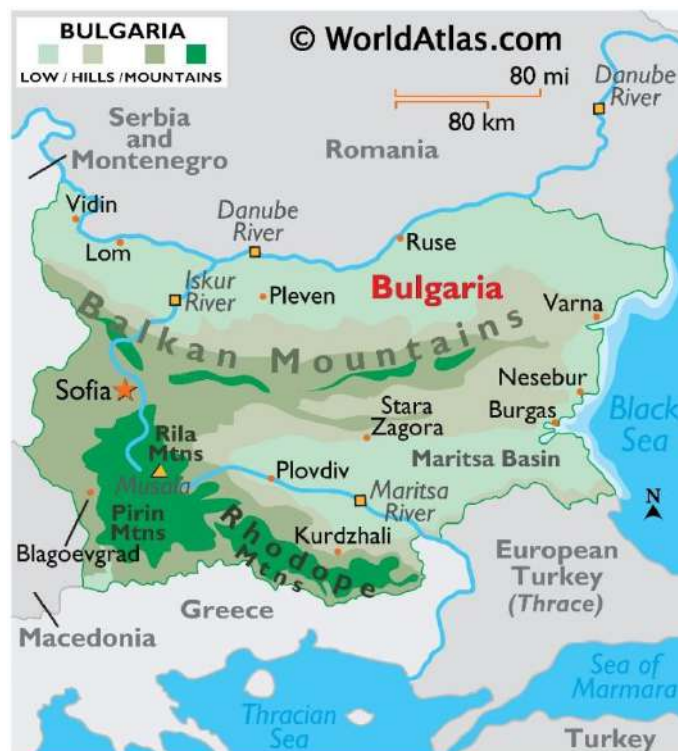 BULGARIA
LOW / HILLS / MOUNTAINS
© WorldAtlas.com
80 mi
80 km
Danube
River
Serbia
and
Montenegro
Romania
Vidin
Danube
River
Lom
Ruse
Iskur
River
Pleven
Bulgaria
Varna
Balkan Mountains
Sofia
Nesebur
Stara
Zagora
Burgas
Black
Sea
Rila
Mtns
Maritsa Basin
Musala
Plovdiv
Maritsa
River
N
Pirin
Mtns
Rhodope
Mtns
Kurdzhali
Blagoevgrad
European
Turkey
(Thrace)
Greece
Macedonia
Sea of
Marmara
Thracian
Sea
Turkey